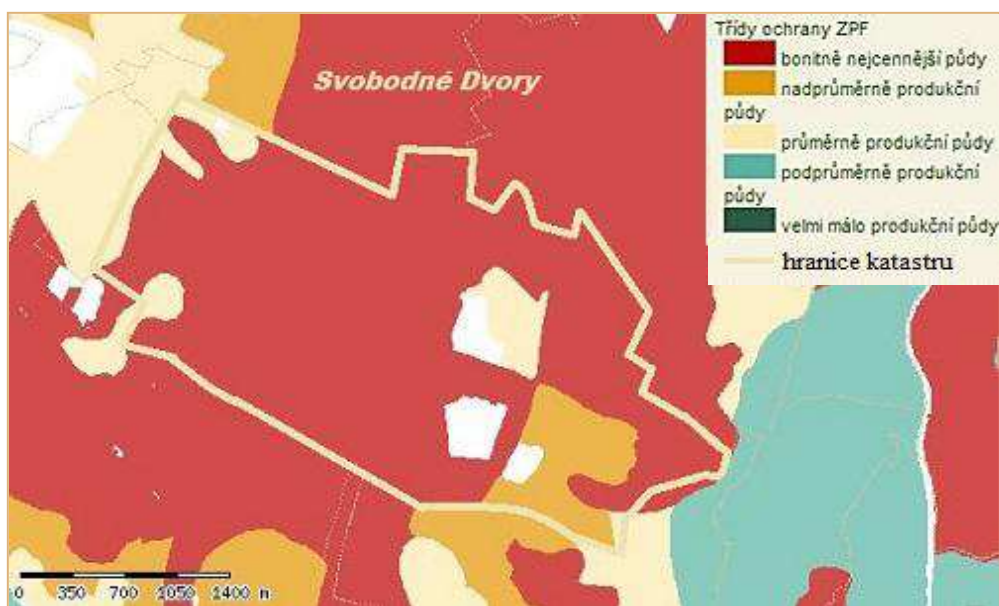 Svobodné Dvory
Třídy ochrany ZPF
bonitně nejcennější půdy
nadprůměrně produkční
půdy
průměrně produkční půdy
podprůměrně produkční
půdy
velmi málo produkční půdy
hranice katastru
0 350 700 1050 1400 m